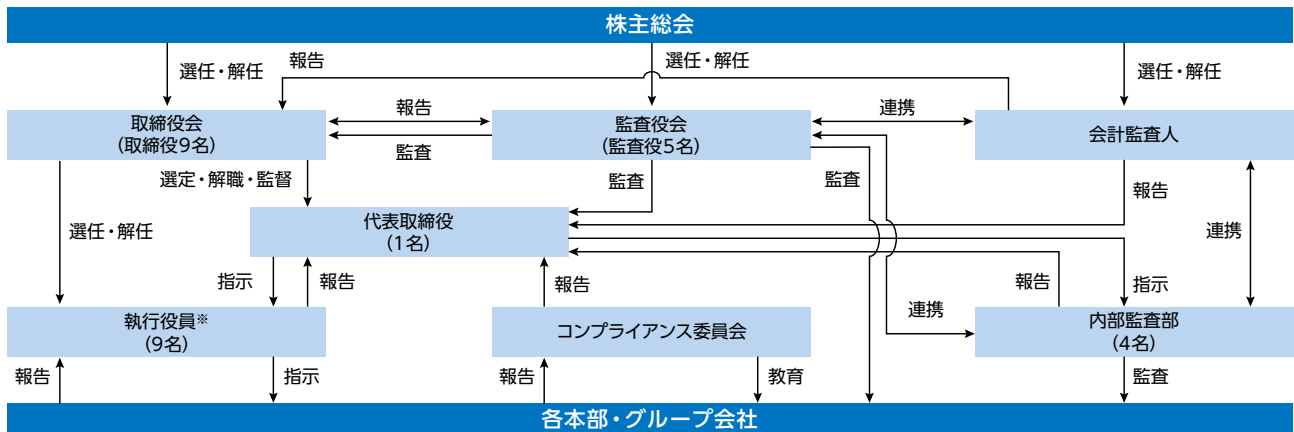 株主総会
選任・解任
報告
選任・解任
選任・解任
取締役会
(取締役9名)
報告
監査
監査役会
(監査役5名)
連携
会計監査人
選定・解職・監督
監査
監査
報告
選任・解任
代表取締役
(1名)
連携
指示
報告
報告
連携
報告
指示
執行役員※
(9名)
コンプライアンス委員会
内部監査部
(4名)
報告
指示
報告
教育
監査
各本部・グループ会社